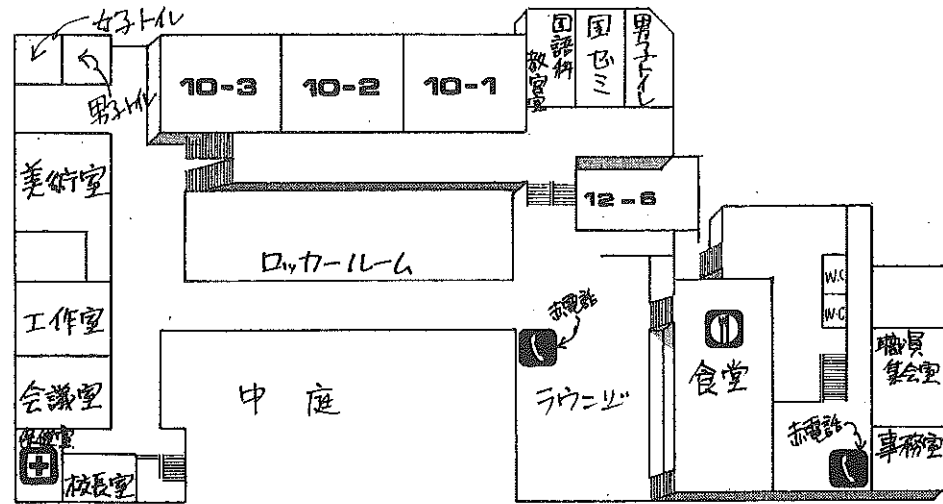 女子トイレ
男子トイレ
10-3
10-2
10-1
国語科
教官室
国ゼミ
男子トイレ
美術室
12-6
ロッカールーム
工作室
赤電話
W.C
W.C
職員
集会室
会議室
中庭
ラウンジ
食堂
赤電話
事務室
保健室
校長室